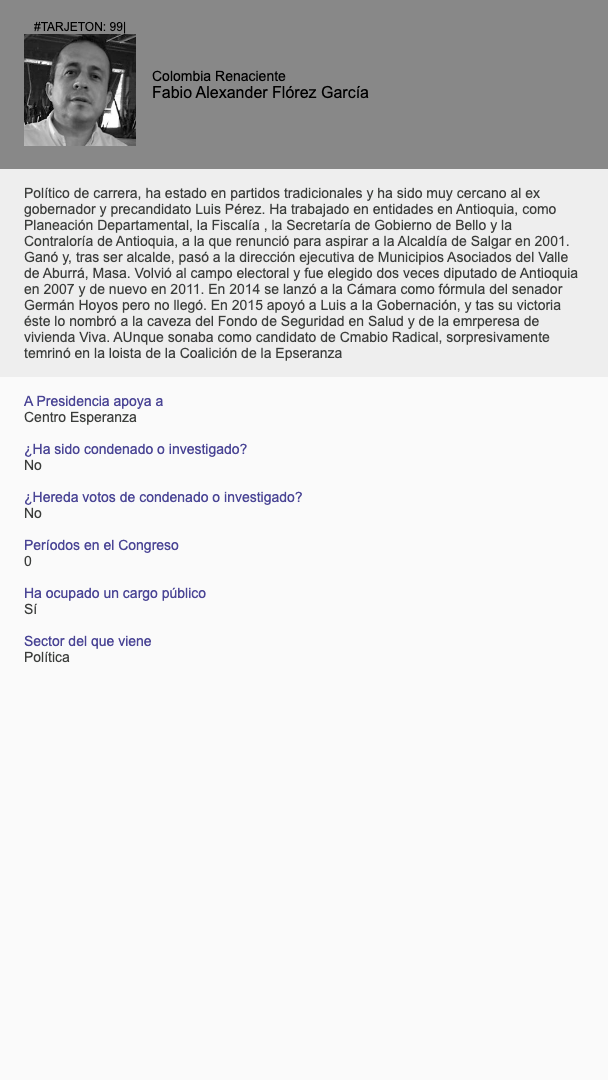 #TARJETON: 99|
Colombia Renaciente
Fabio Alexander Flórez García
Político de carrera, ha estado en partidos tradicionales y ha sido muy cercano al ex
gobernador y precandidato Luis Pérez. Ha trabajado en entidades en Antioquia, como
Planeación Departamental, la Fiscalía , la Secretaría de Gobierno de Bello y la
Contraloría de Antioquia, a la que renunció para aspirar a la Alcaldía de Salgar en 2001.
Ganó y, tras ser alcalde, pasó a la dirección ejecutiva de Municipios Asociados del Valle
de Aburrá, Masa. Volvió al campo electoral y fue elegido dos veces diputado de Antioquia
en 2007 y de nuevo en 2011. En 2014 se lanzó a la Cámara como fórmula del senador
Germán Hoyos pero no llegó. En 2015 apoyó a Luis a la Gobernación, y tas su victoria
éste lo nombró a la caveza del Fondo de Seguridad en Salud y de la emrperesa de
vivienda Viva. AUnque sonaba como candidato de Cmabio Radical, sorpresivamente
temrinó en la loista de la Coalición de la Epseranza
A Presidencia apoya a
Centro Esperanza
¿Ha sido condenado o investigado?
No
¿Hereda votos de condenado o investigado?
No
Períodos en el Congreso
0
Ha ocupado un cargo público
Sí
Sector del que viene
Política